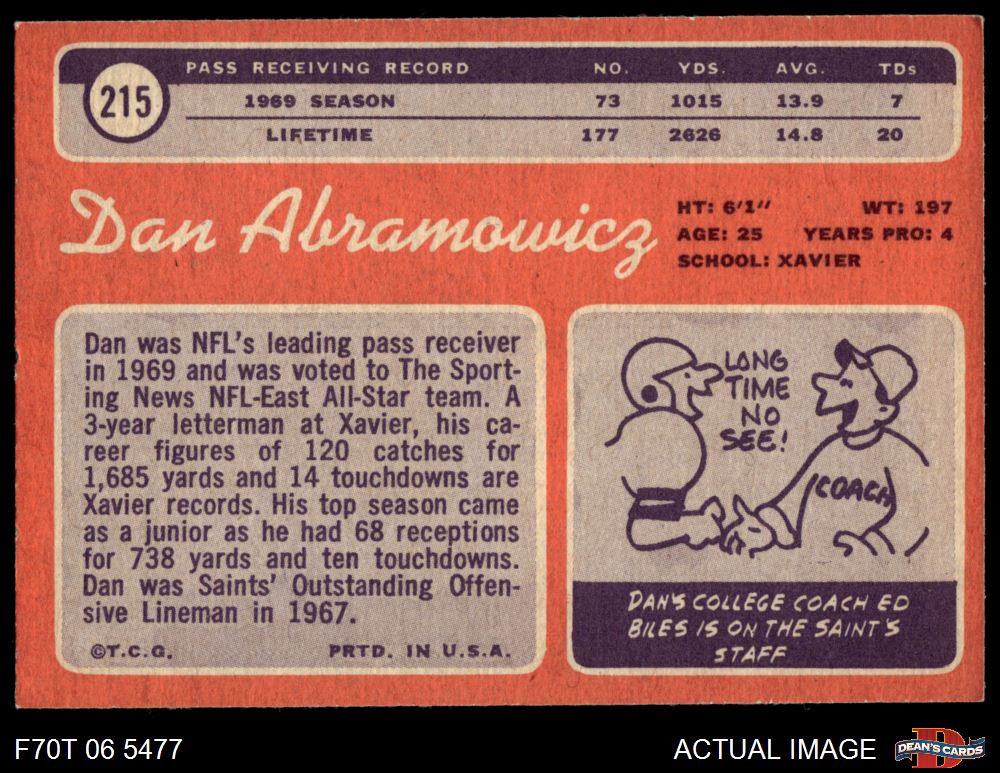 215
PASS RECEIVING RECORD NO. YDS. AVG. TDs
1969 SEASON 73 1015 13.9 7
LIFETIME 177 2626 14.8 20
Dan Abramowicz
HT: 6'1" WT: 197
AGE: 25 YEARS PRO: 4
SCHOOL: XAVIER
Dan was NFL's leading pass receiver
in 1969 and was voted to The Sport-
ing News NFL-East All-Star team. A
3-year letterman at Xavier, his ca-
reer figures of 120 catches for
1,685 yards and 14 touchdowns are
Xavier records. His top season came
as a junior as he had 68 receptions
for 738 yards and ten touchdowns.
Dan was Saints' Outstanding Offen-
sive Lineman in 1967.
©T.C.G. PRTD. IN U.S.A.
LONG
TIME
NO
SEE!
COACH
DAN'S COLLEGE COACH ED
BILES IS ON THE SAINT'S
STAFF
F70T 06 5477
ACTUAL IMAGE
D
DEAN'S CARDS